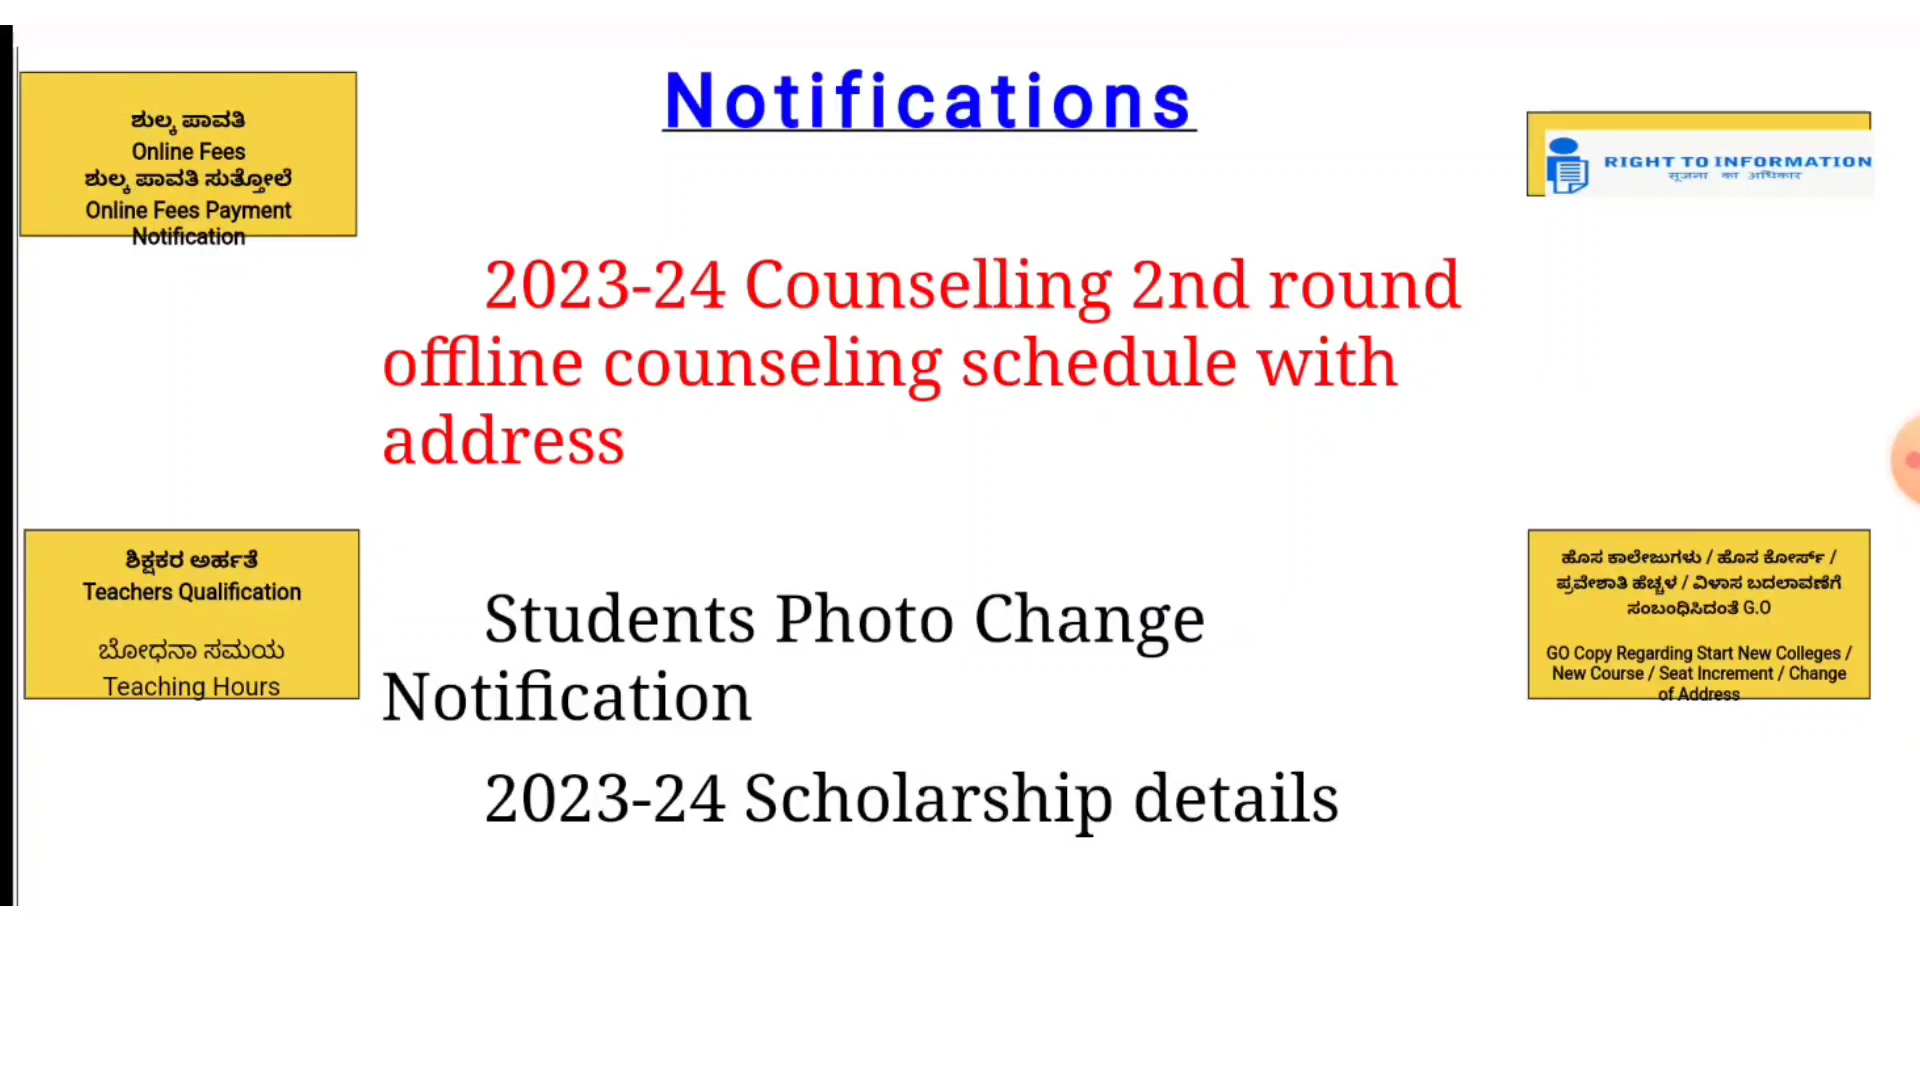 Notifications
ಶುಲ್ಕ ಪಾವತಿ
Online Fees
ಶುಲ್ಕ ಪಾವತಿ ಸುತ್ತೋಲೆ
Online Fees Payment
Notification
RIGHT TO INFORMATION
सूजना का अधिकार
2023-24 Counselling 2nd round
offline counseling schedule with
address
ಶಿಕ್ಷಕರ ಅರ್ಹತೆ
Teachers Qualification
ಬೋಧನಾ ಸಮಯ
Teaching Hours
Students Photo Change
Notification
2023-24 Scholarship details
ಹೊಸ ಕಾಲೇಜುಗಳು / ಹೊಸ ಕೋರ್ಸ್ /
ಪ್ರವೇಶಾತಿ ಹೆಚ್ಚಳ / ವಿಳಾಸ ಬದಲಾವಣೆಗೆ
ಸಂಬಂಧಿಸಿದಂತೆ G.O
GO Copy Regarding Start New Colleges /
New Course / Seat Increment / Change
of Address